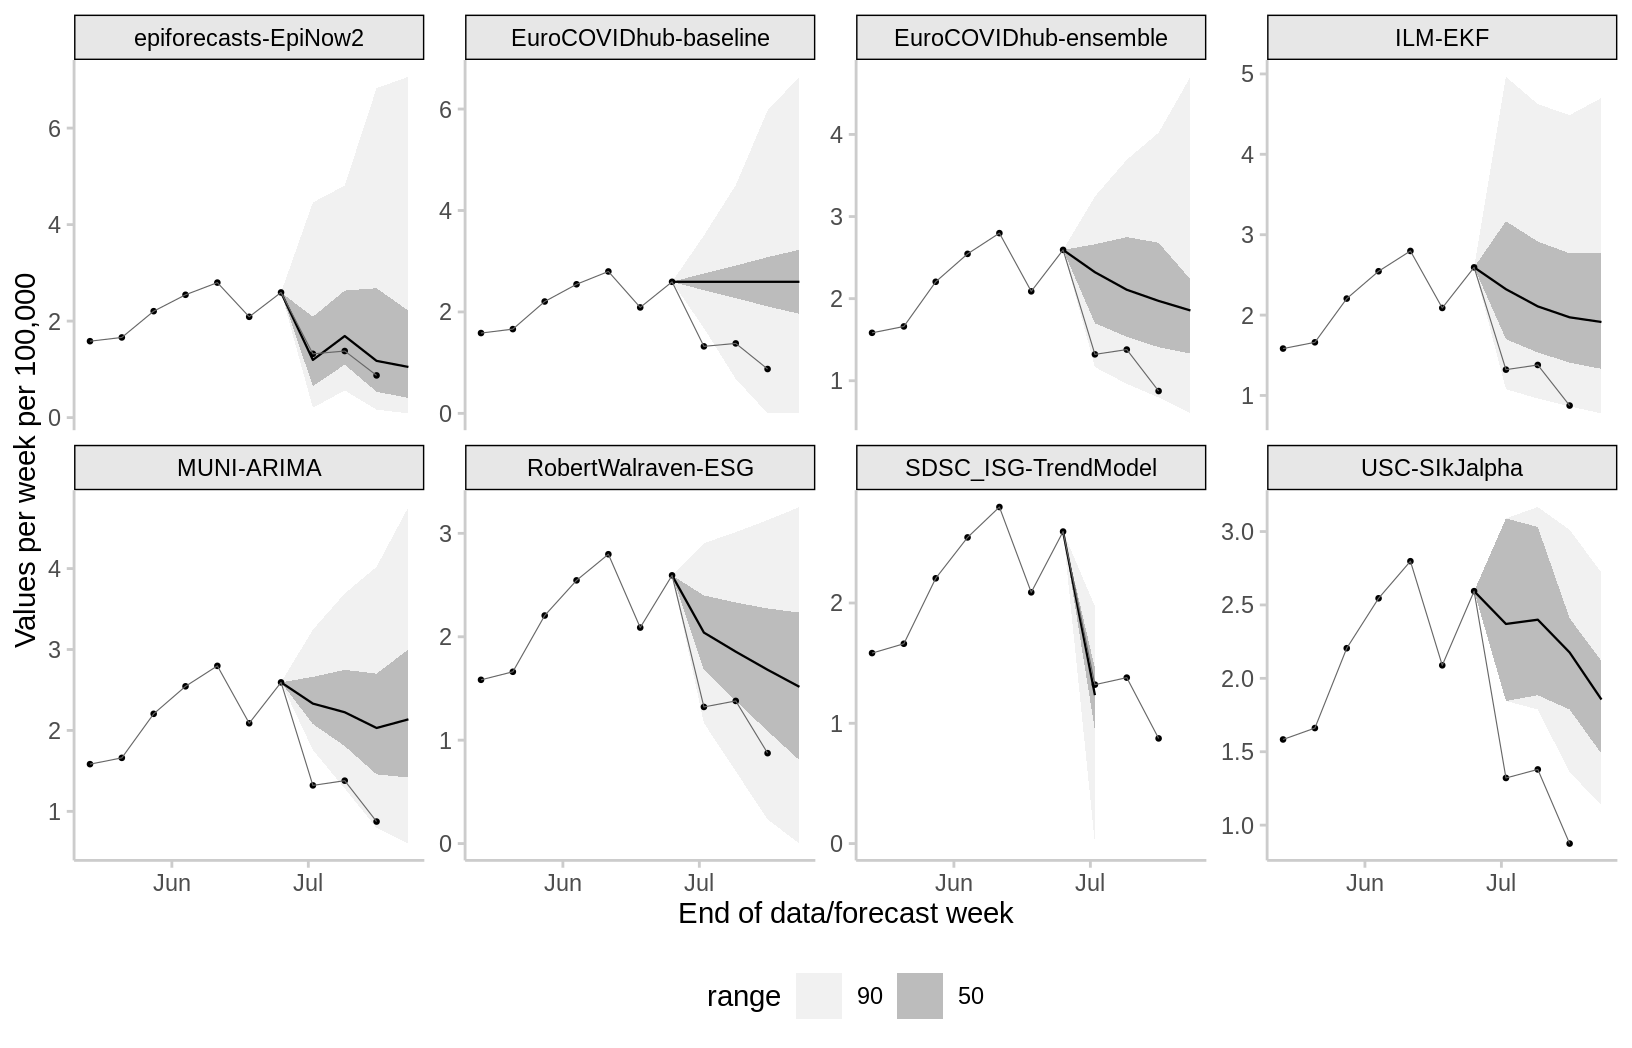 epiforecasts-EpiNow2 EuroCOVIDhub-baseline EuroCOVIDhub-ensemble ILM-EKF
6 4 2 0
6 4 2 0
4 3 2 1
5 4 3 2 1
Values per week per 100,000
MUNI-ARIMA RobertWalraven-ESG SDSC_ISG-TrendModel USC-SIkJalpha
4 3 2 1
3 2 1 0
2 1 0
3.0 2.5 2.0 1.5 1.0
Jun Jul Jun Jul Jun Jul Jun Jul
End of data/forecast week
range 90 50